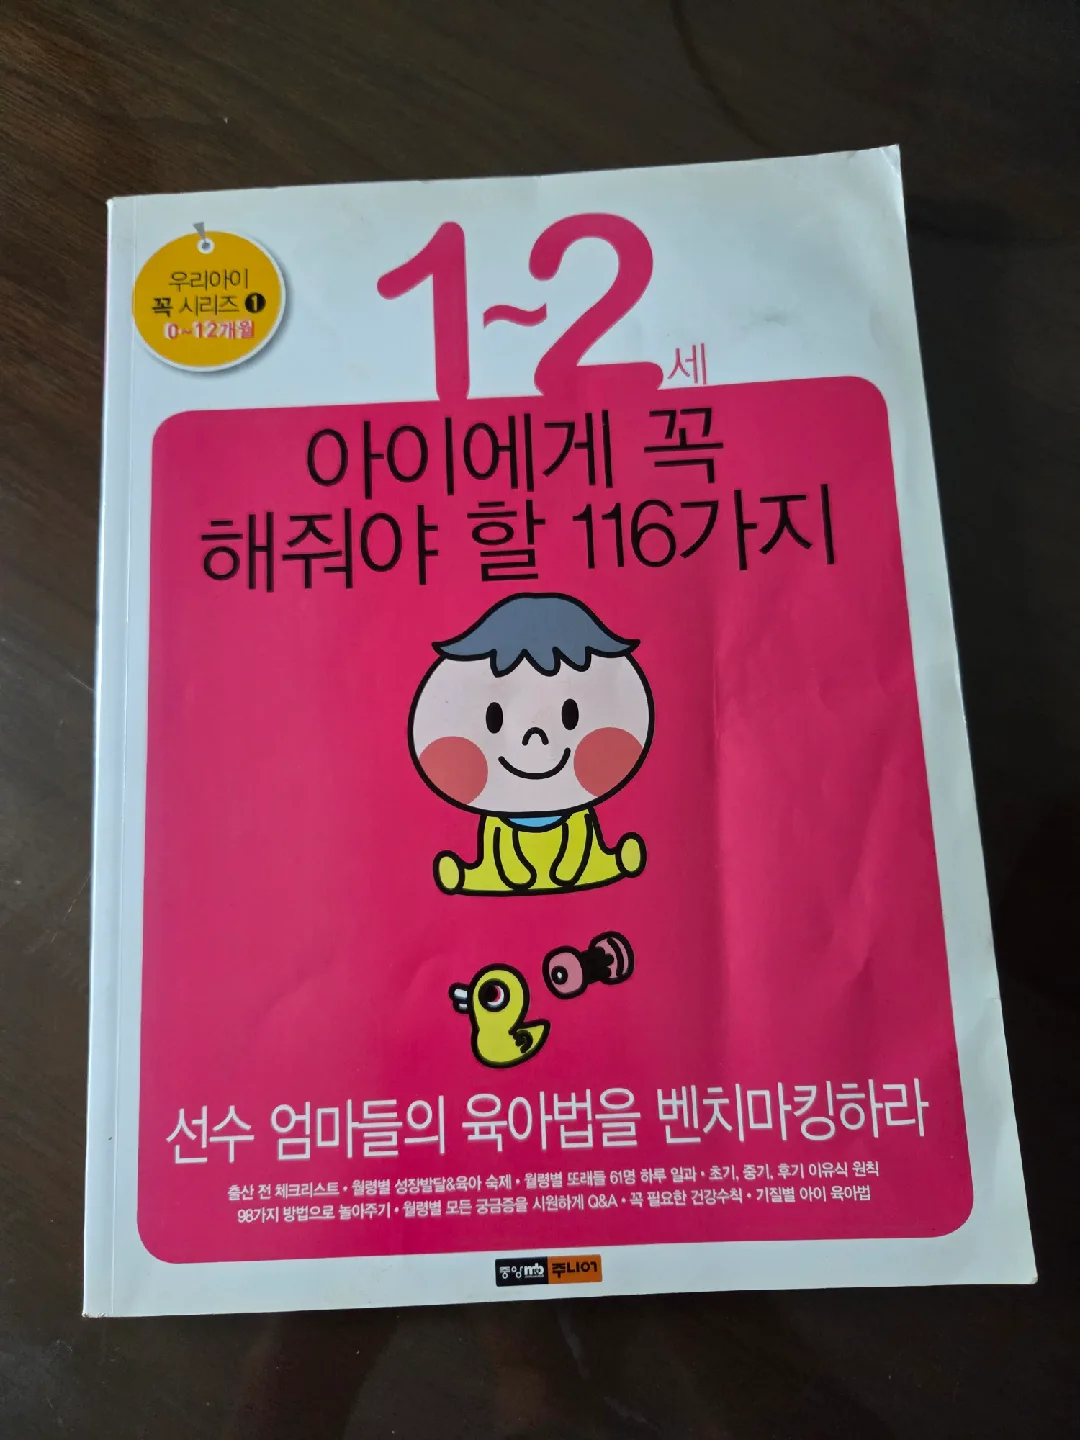 우리아이
꼭 시리즈 1
0~12개월
1~2세
아이에게 꼭
해줘야 할 116가지
선수 엄마들의 육아법을 벤치마킹하라
출산 전 체크리스트 • 월령별 성장발달&육아 숙제 • 월령별 또래들 61명 하루 일과 • 초기, 중기, 후기 이유식 원칙
98가지 방법으로 놀아주기 • 월령별 모든 궁금증을 시원하게 Q&A • 꼭 필요한 건강수칙 • 기질별 아이 육아법
중앙mb 주니어